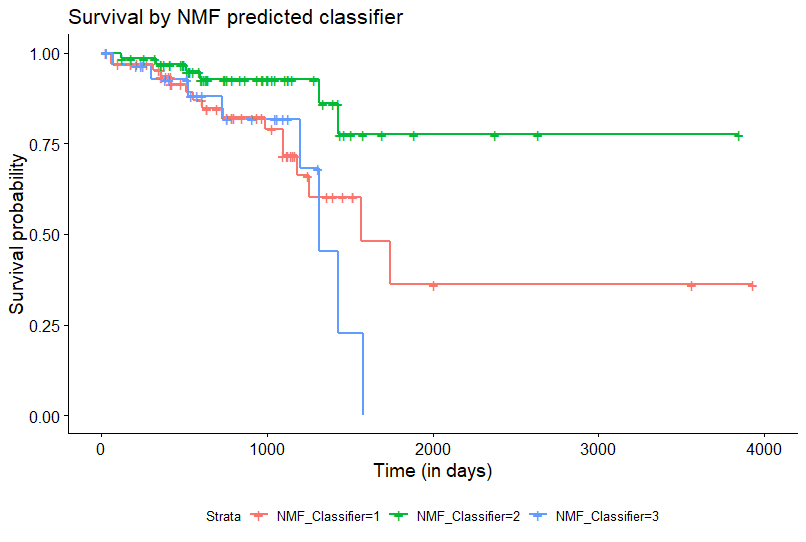 Survival by NMF predicted classifier
Survival probability
1.00
0.75
0.50
0.25
0.00
0 1000 2000 3000 4000
Time (in days)
Strata NMF_Classifier=1 NMF_Classifier=2 NMF_Classifier=3